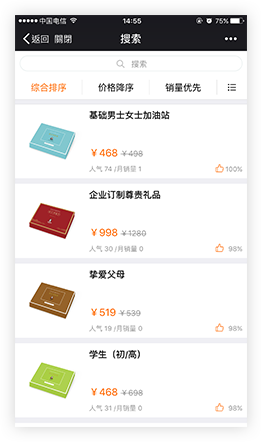 中国电信 14:55 75%
返回 關閉 搜索
搜索
综合排序 价格降序 销量优先
基础男士女士加油站
￥468 ￥498
人气 74 /月销量 1 100%
企业订制尊贵礼品
￥998 ￥1280
人气 30 /月销量 0 98%
挚爱父母
￥519 ￥539
人气 19 /月销量 0 98%
学生（初/高）
￥468 ￥698
人气 31 /月销量 0 98%